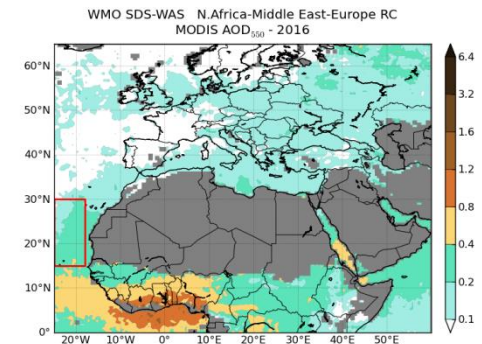 WMO SDS-WAS N.Africa-Middle East-Europe RC
MODIS AOD₅₅₀ - 2016
60°N
50°N
40°N
30°N
20°N
10°N
0°
20°W
10°W
0°
10°E
20°E
30°E
40°E
50°E
6.4
3.2
1.6
1.2
0.8
0.4
0.2
0.1